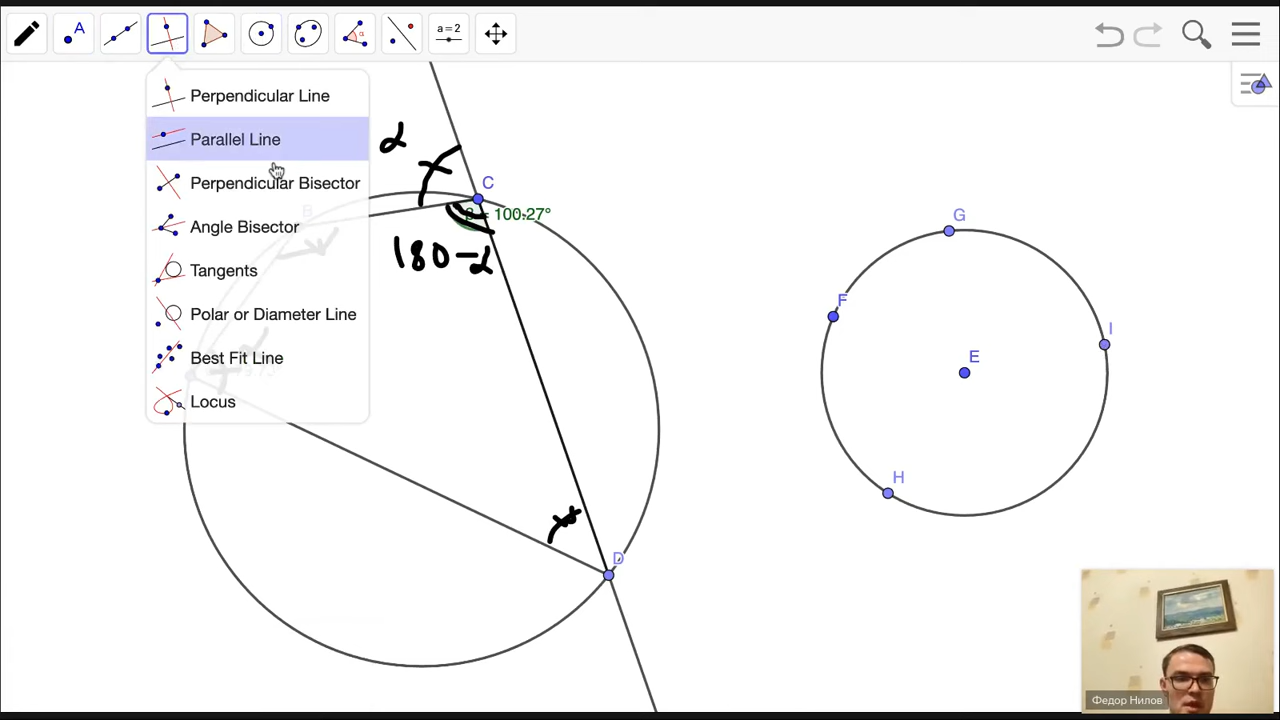 A
α
a=2
Perpendicular Line
Parallel Line
Perpendicular Bisector
Angle Bisector
Tangents
Polar or Diameter Line
Best Fit Line
Locus
α
C
B
= 100.27°
180-α
D
G
F
I
E
H
Федор Нилов